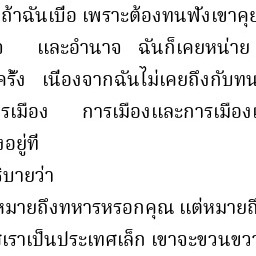 ถ้าฉันเบื่อ เพราะต้องทนฟังเขาคุย
และอำนาจ ฉันก็เคยหน่าย
ครั้ง เนื่องจากฉันไม่เคยถึงกับทน
รเมือง การเมืองและการเมือง
อยู่ที่
ิบายว่า
หมายถึงทหารหรอกคุณ แต่หมายถึ
เราเป็นประเทศเล็ก เขาจะขวนขวา